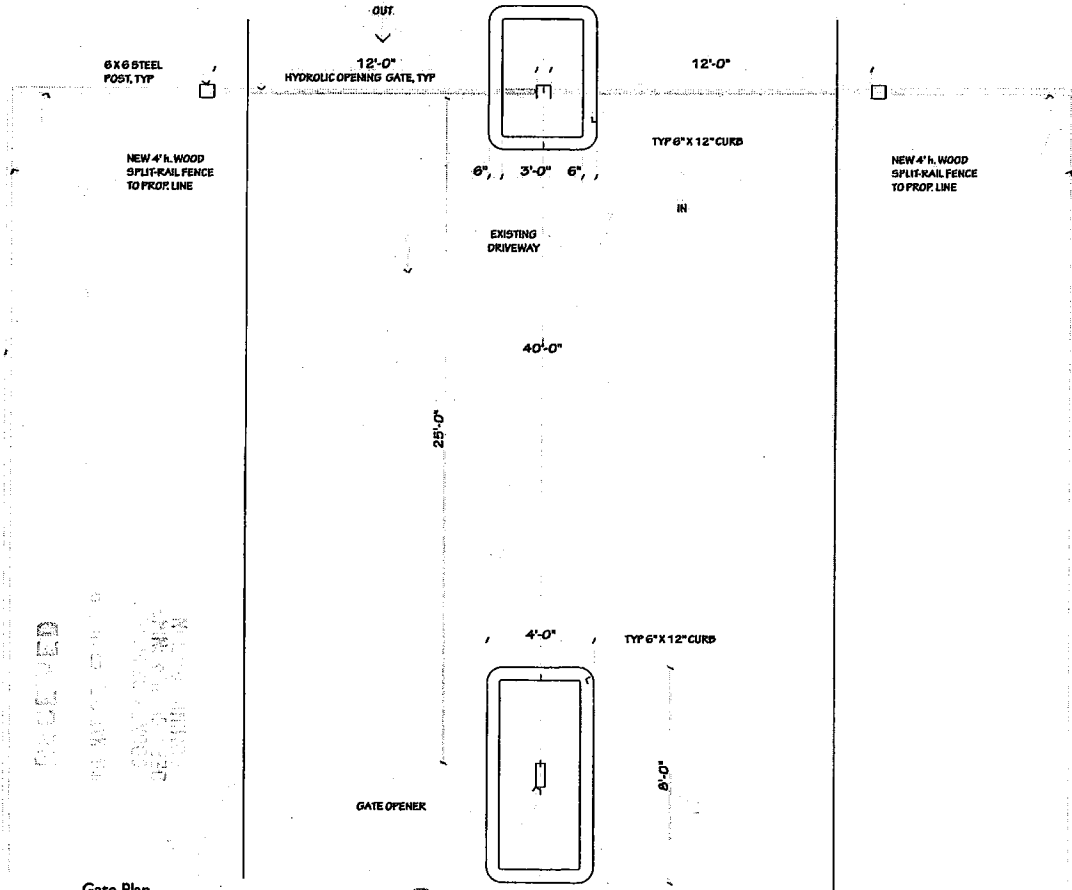 OUT
6 X 6 STEEL
POST, TYP
12'-0"
HYDROLIC OPENING GATE, TYP
12'-0"
TYP 6" X 12" CURB
NEW 4' h. WOOD
SPLIT-RAIL FENCE
TO PROP. LINE
6"
3'-0"
6"
NEW 4' h. WOOD
SPLIT-RAIL FENCE
TO PROP. LINE
IN
EXISTING
DRIVEWAY
40'-0"
25'-0"
4'-0"
TYP 6" X 12" CURB
8'-0"
GATE OPENER
Gate Plan